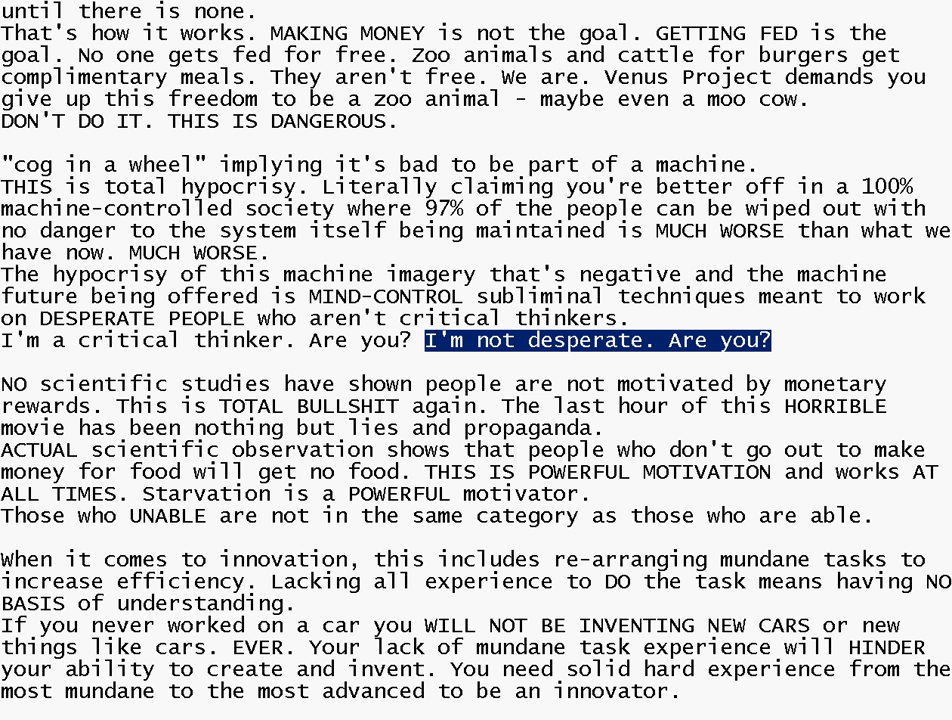 until there is none.
That's how it works. MAKING MONEY is not the goal. GETTING FED is the
goal. No one gets fed for free. Zoo animals and cattle for burgers get
complimentary meals. They aren't free. We are. Venus Project demands you
give up this freedom to be a zoo animal - maybe even a moo cow.
DON'T DO IT. THIS IS DANGEROUS.
"cog in a wheel" implying it's bad to be part of a machine.
THIS is total hypocrisy. Literally claiming you're better off in a 100%
machine-controlled society where 97% of the people can be wiped out with
no danger to the system itself being maintained is MUCH WORSE than what we
have now. MUCH WORSE.
The hypocrisy of this machine imagery that's negative and the machine
future being offered is MIND-CONTROL subliminal techniques meant to work
on DESPERATE PEOPLE who aren't critical thinkers.
I'm a critical thinker. Are you? I'm not desperate. Are you?
NO scientific studies have shown people are not motivated by monetary
rewards. This is TOTAL BULLSHIT again. The last hour of this HORRIBLE
movie has been nothing but lies and propaganda.
ACTUAL scientific observation shows that people who don't go out to make
money for food will get no food. THIS IS POWERFUL MOTIVATION and works AT
ALL TIMES. Starvation is a POWERFUL motivator.
Those who UNABLE are not in the same category as those who are able.
When it comes to innovation, this includes re-arranging mundane tasks to
increase efficiency. Lacking all experience to DO the task means having NO
BASIS of understanding.
If you never worked on a car you WILL NOT BE INVENTING NEW CARS or new
things like cars. EVER. Your lack of mundane task experience will HINDER
your ability to create and invent. You need solid hard experience from the
most mundane to the most advanced to be an innovator.